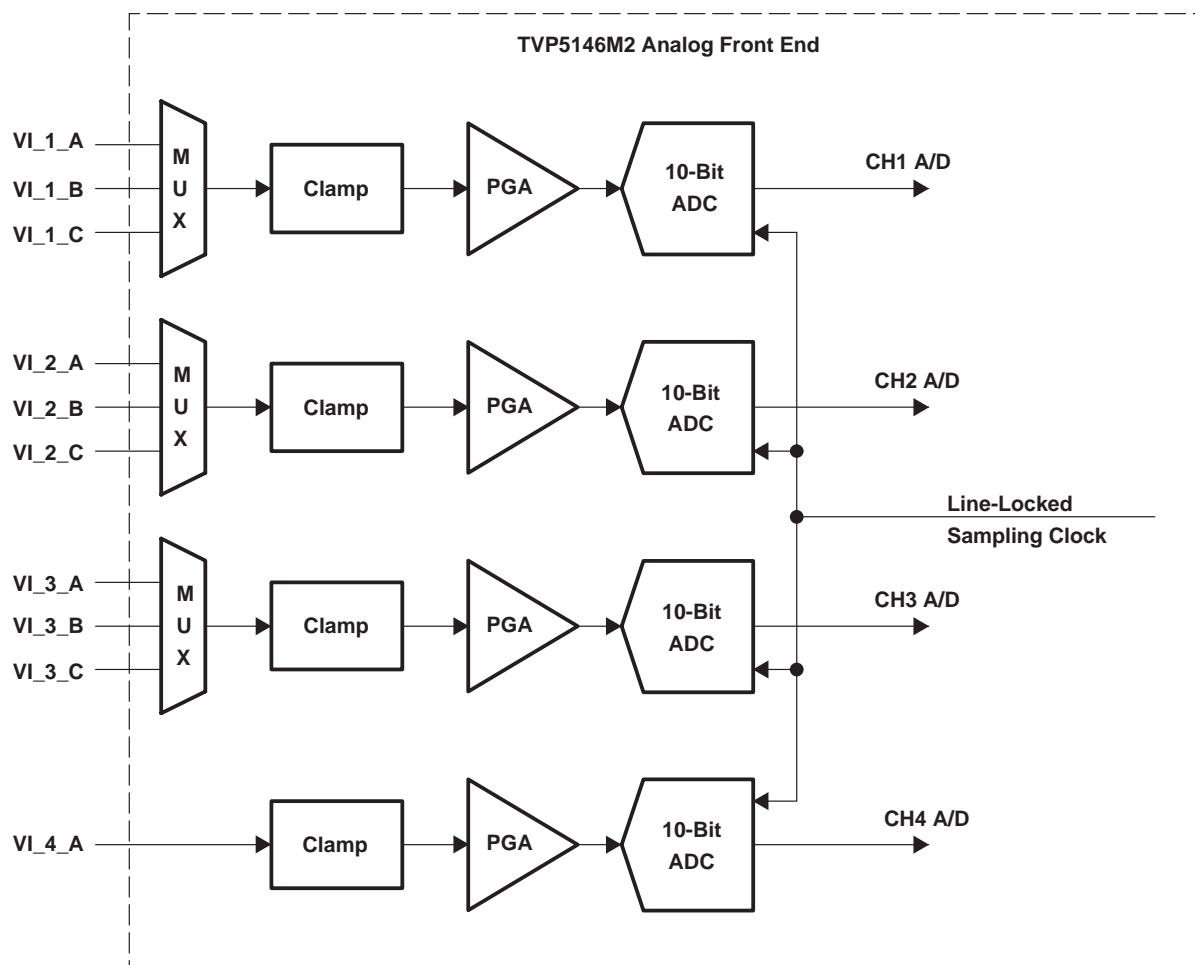 TVP5146M2 Analog Front End
VI_1_A
VI_1_B
VI_1_C
M
U
X
Clamp
PGA
10-Bit
ADC
CH1 A/D
VI_2_A
VI_2_B
VI_2_C
M
U
X
Clamp
PGA
10-Bit
ADC
CH2 A/D
Line-Locked
Sampling Clock
VI_3_A
VI_3_B
VI_3_C
M
U
X
Clamp
PGA
10-Bit
ADC
CH3 A/D
VI_4_A
Clamp
PGA
10-Bit
ADC
CH4 A/D